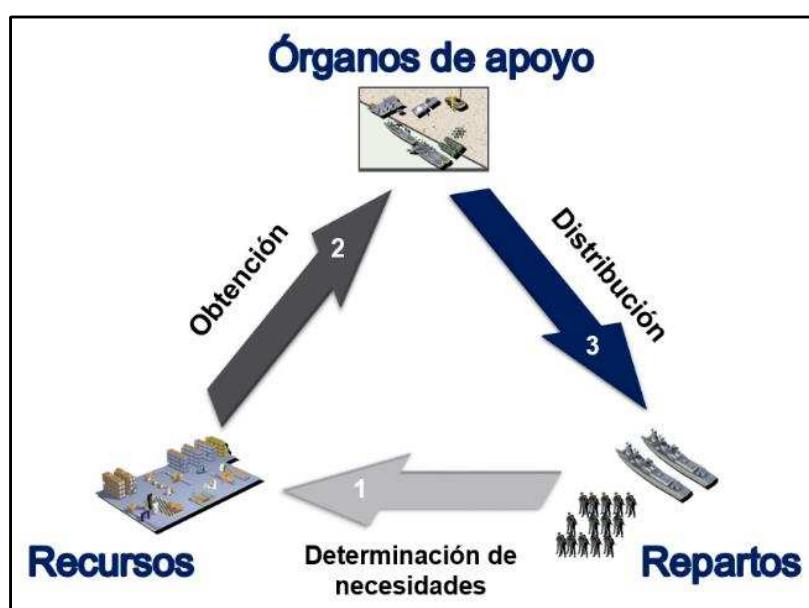 Órganos de apoyo
Obtención
2
Distribución
3
1
Determinación de
necesidades
Recursos
Repartos